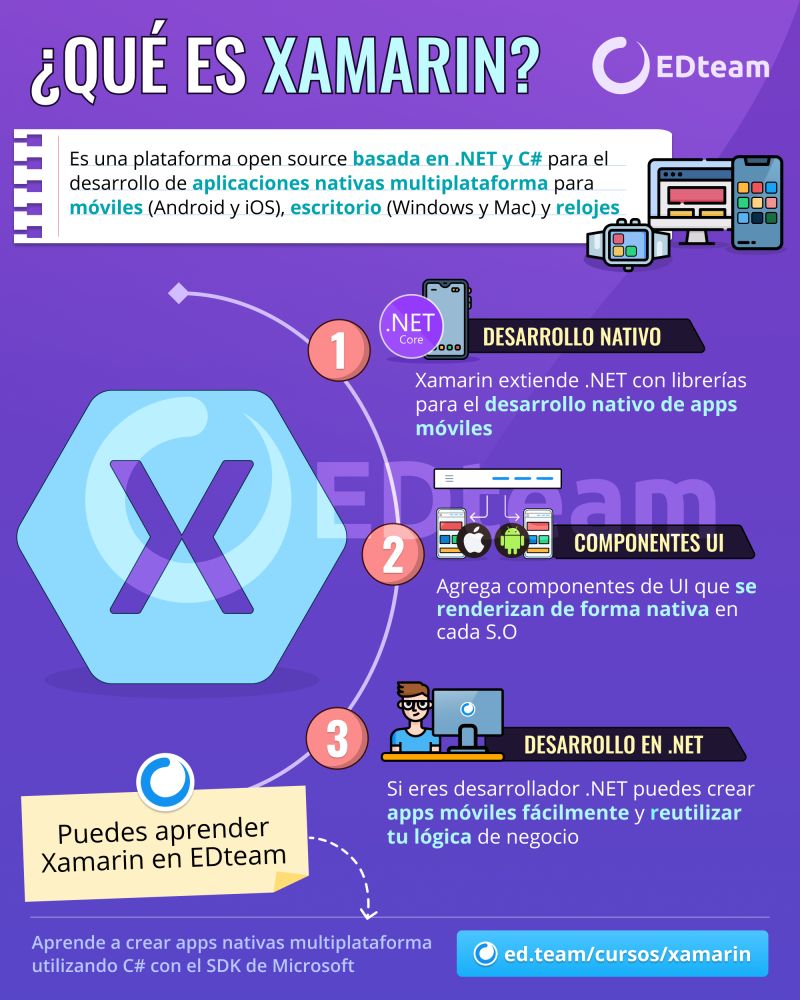 ¿QUÉ ES XAMARIN?
EDteam
Es una plataforma open source basada en .NET y C# para el
desarrollo de aplicaciones nativas multiplataforma para
móviles (Android y iOS), escritorio (Windows y Mac) y relojes
1
.NET
Core
DESARROLLO NATIVO
Xamarin extiende .NET con librerías
para el desarrollo nativo de apps
móviles
X
EDteam
2
COMPONENTES UI
Agrega componentes de UI que se
renderizan de forma nativa en
cada S.O
3
DESARROLLO EN .NET
Si eres desarrollador .NET puedes crear
apps móviles fácilmente y reutilizar
tu lógica de negocio
Puedes aprender
Xamarin en EDteam
Aprende a crear apps nativas multiplataforma
utilizando C# con el SDK de Microsoft
ed.team/cursos/xamarin